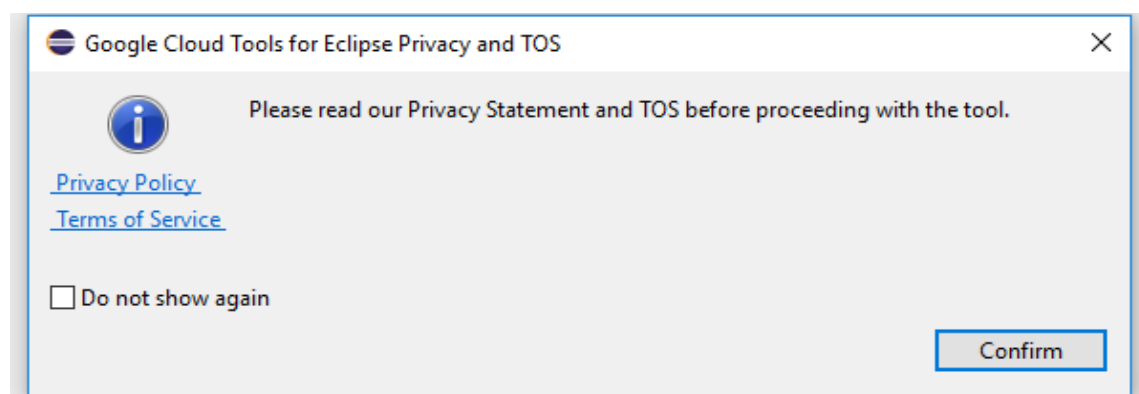 Google Cloud Tools for Eclipse Privacy and TOS
Please read our Privacy Statement and TOS before proceeding with the tool.
Privacy Policy
Terms of Service
Do not show again
Confirm